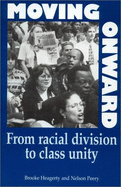 MOVING
ONWARD
From racial division
to class unity
Brooke Heagerty and Nelson Peery